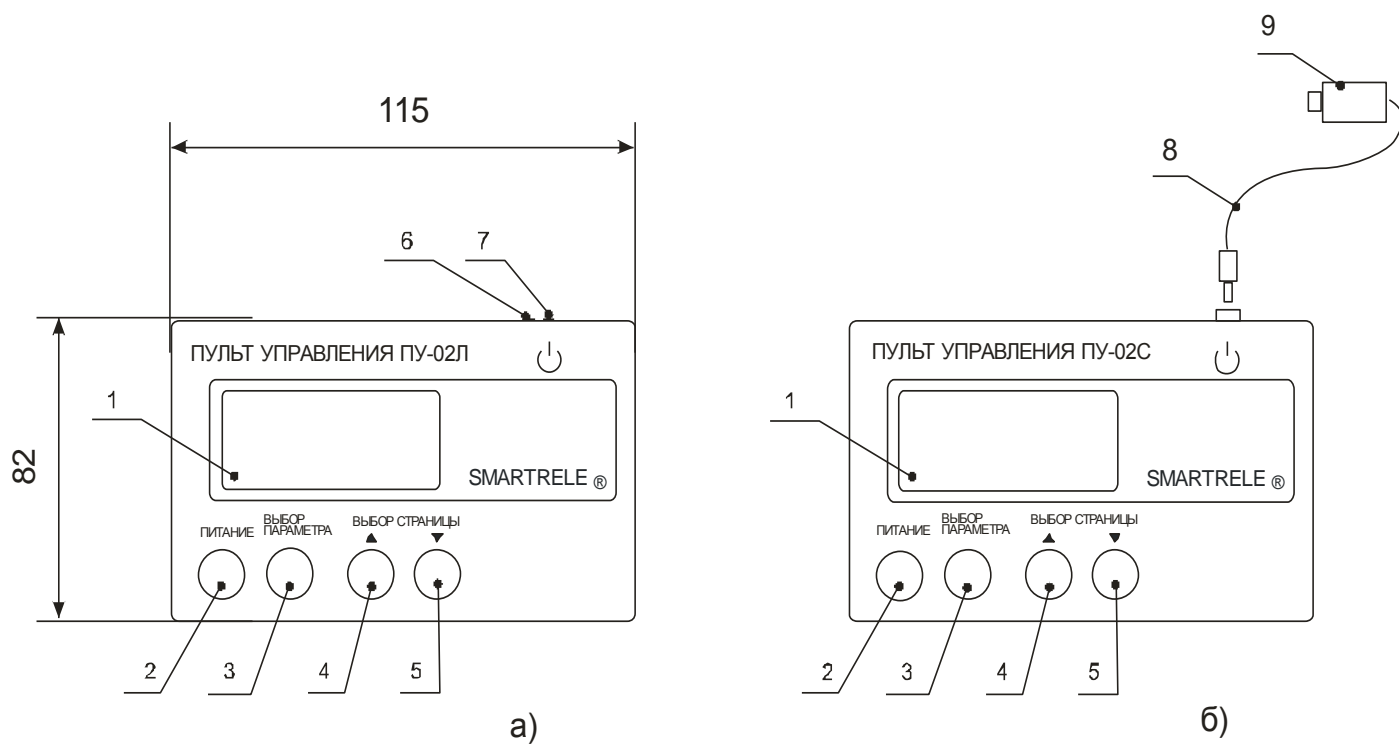 115
6
7
82
ПУЛЬТ УПРАВЛЕНИЯ ПУ-02Л
1
SMARTRELE ®
ПИТАНИЕ
ВЫБОР
ПАРАМЕТРА
ВЫБОР СТРАНИЦЫ
▲ ▼
2
3
4
5
а)
9
8
ПУЛЬТ УПРАВЛЕНИЯ ПУ-02С
1
SMARTRELE ®
ПИТАНИЕ
ВЫБОР
ПАРАМЕТРА
ВЫБОР СТРАНИЦЫ
▲ ▼
2
3
4
5
б)